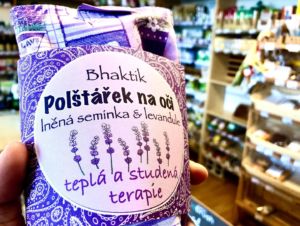 Bhaktik
Polštářek na oči
lněná semínka & levandule
teplá a studená
terapie